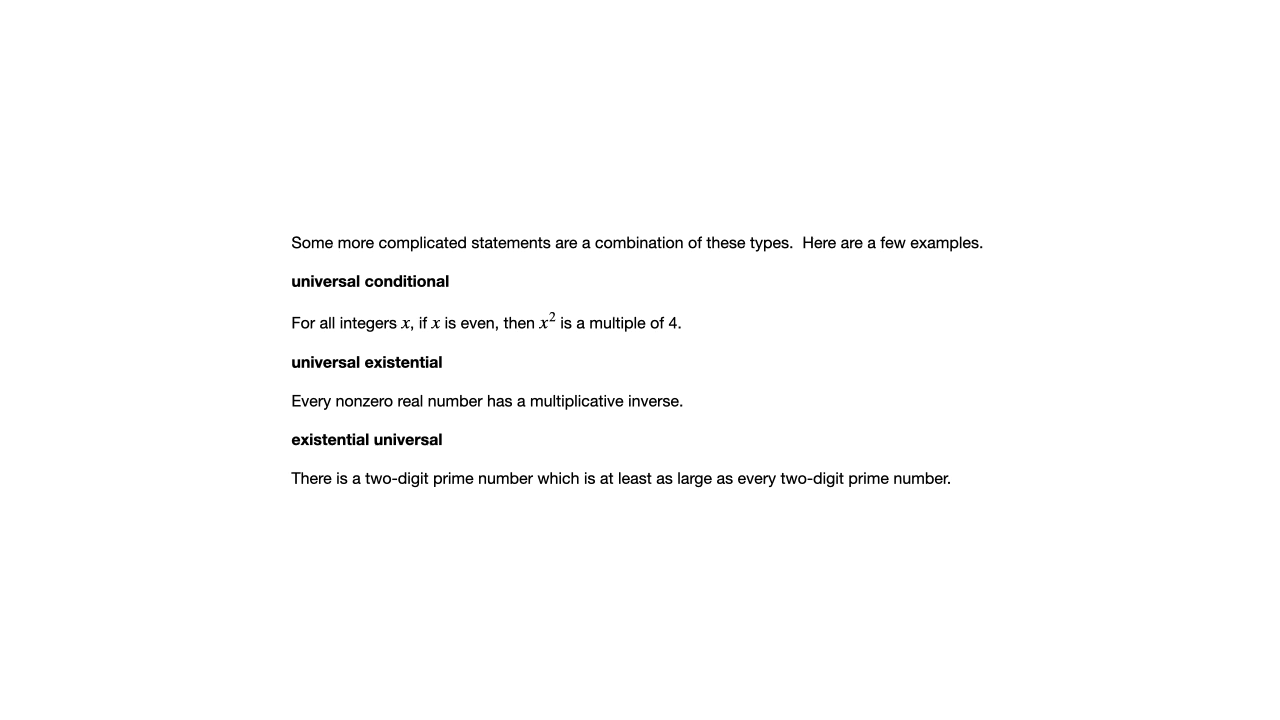 Some more complicated statements are a combination of these types.  Here are a few examples.
universal conditional
For all integers x, if x is even, then x² is a multiple of 4.
universal existential
Every nonzero real number has a multiplicative inverse.
existential universal
There is a two-digit prime number which is at least as large as every two-digit prime number.